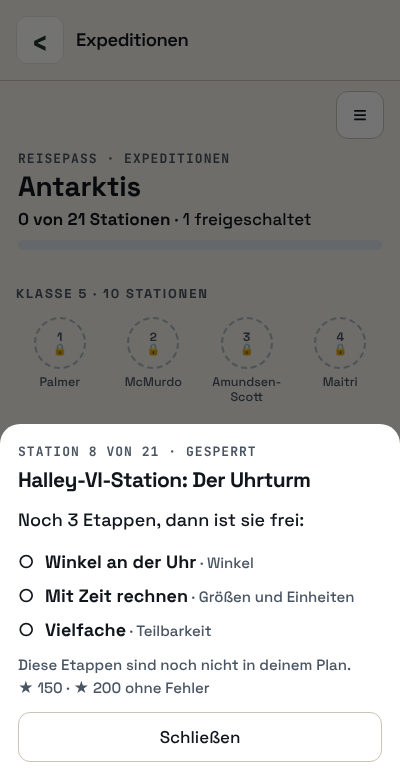 <
Expeditionen
≡
REISEPASS · EXPEDITIONEN
Antarktis
0 von 21 Stationen · 1 freigeschaltet
KLASSE 5 · 10 STATIONEN
1 2 3 4
Palmer McMurdo Amundsen-Scott Maitri
STATION 8 VON 21 · GESPERRT
Halley-VI-Station: Der Uhrturm
Noch 3 Etappen, dann ist sie frei:
Winkel an der Uhr · Winkel
Mit Zeit rechnen · Größen und Einheiten
Vielfache · Teilbarkeit
Diese Etappen sind noch nicht in deinem Plan.
★ 150 · ★ 200 ohne Fehler
Schließen